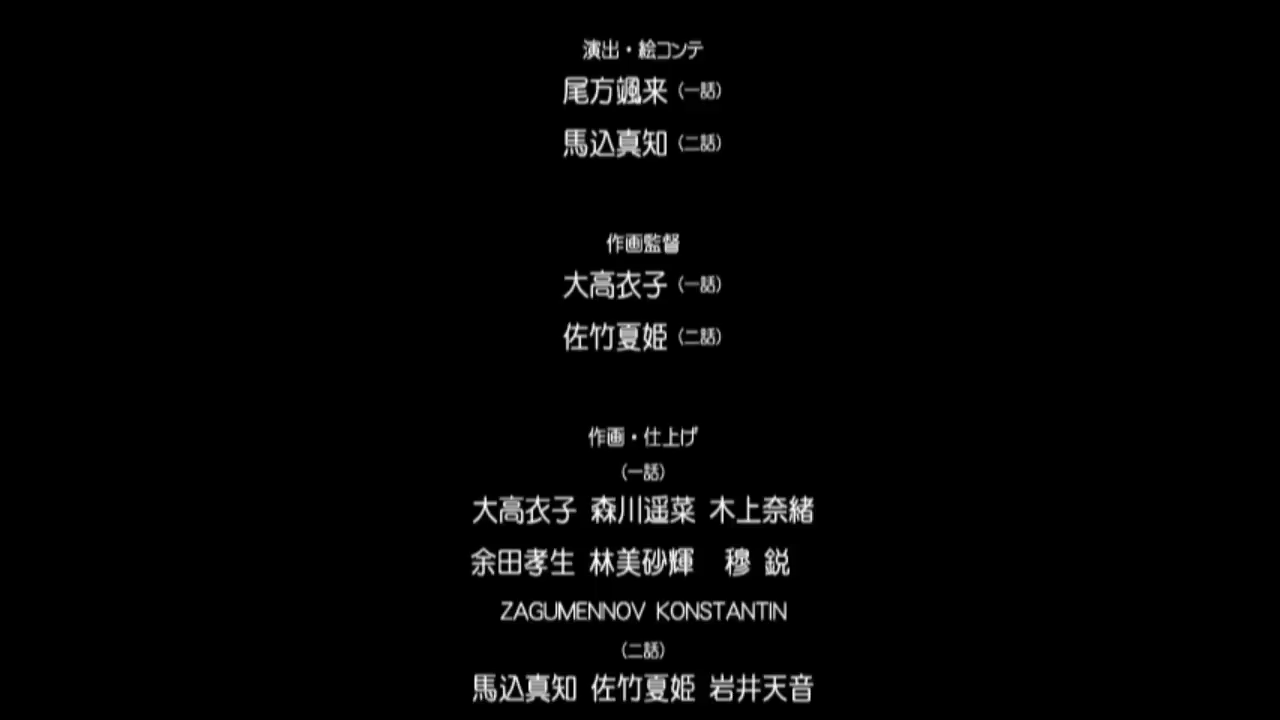 演出・絵コンテ
尾方颯来（一話）
馬込真知（二話）
作画監督
大高衣子（一話）
佐竹夏姫（二話）
作画・仕上げ
（一話）
大高衣子 森川遥菜 木上奈緒
余田孝生 林美砂輝 穆 鋭
ZAGUMENNOV KONSTANTIN
（二話）
馬込真知 佐竹夏姫 岩井天音